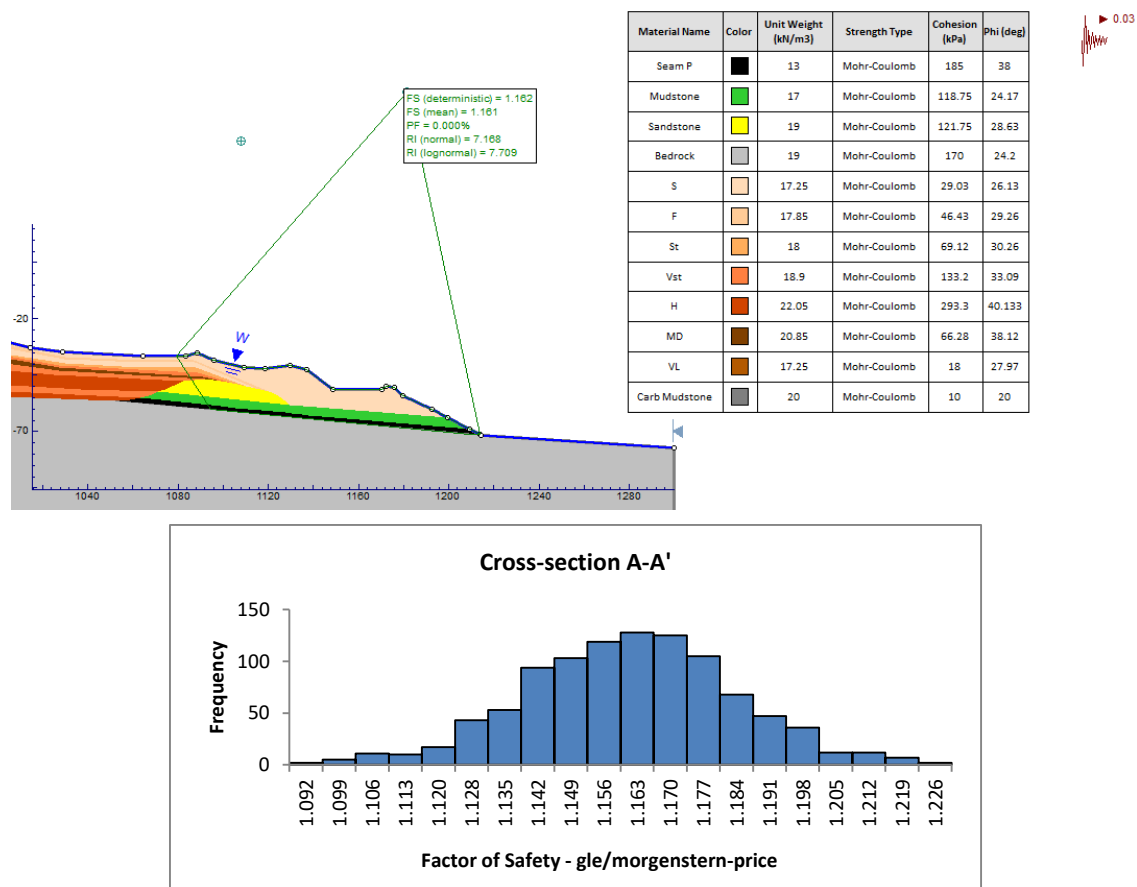 FS (deterministic) = 1.162
FS (mean) = 1.161
PF = 0.000%
RI (normal) = 7.168
RI (lognormal) = 7.709
W
-20
-70
1040 1080 1120 1160 1200 1240 1280
Material Name Color Unit Weight (kN/m3) Strength Type Cohesion (kPa) Phi (deg)
Seam P 13 Mohr-Coulomb 185 38
Mudstone 17 Mohr-Coulomb 118.75 24.17
Sandstone 19 Mohr-Coulomb 121.75 28.63
Bedrock 19 Mohr-Coulomb 170 24.2
S 17.25 Mohr-Coulomb 29.03 26.13
F 17.85 Mohr-Coulomb 46.43 29.26
St 18 Mohr-Coulomb 69.12 30.26
Vst 18.9 Mohr-Coulomb 133.2 33.09
H 22.05 Mohr-Coulomb 293.3 40.133
MD 20.85 Mohr-Coulomb 66.28 38.12
VL 17.25 Mohr-Coulomb 18 27.97
Carb Mudstone 20 Mohr-Coulomb 10 20
0.03
Cross-section A-A'
Frequency
150
100
50
0
1.092 1.099 1.106 1.113 1.120 1.128 1.135 1.142 1.149 1.156 1.163 1.170 1.177 1.184 1.191 1.198 1.205 1.212 1.219 1.226
Factor of Safety - gle/morgenstern-price